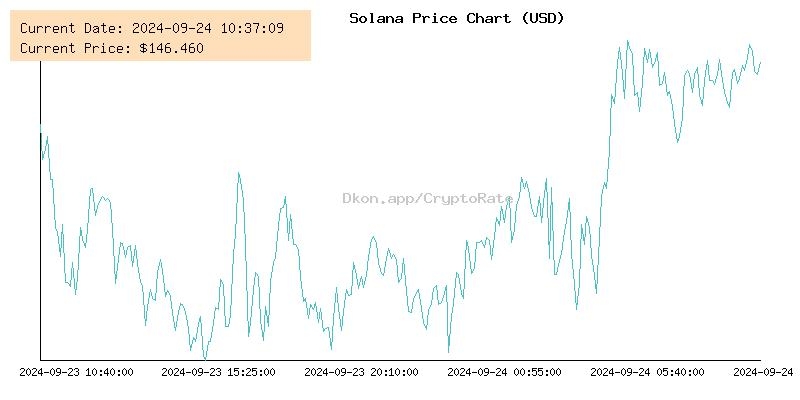 Solana Price Chart (USD)
Current Date: 2024-09-24 10:37:09
Current Price: $146.460
Dkon.app/CryptoRate
2024-09-23 10:40:00
2024-09-23 15:25:00
2024-09-23 20:10:00
2024-09-24 00:55:00
2024-09-24 05:40:00
2024-09-24